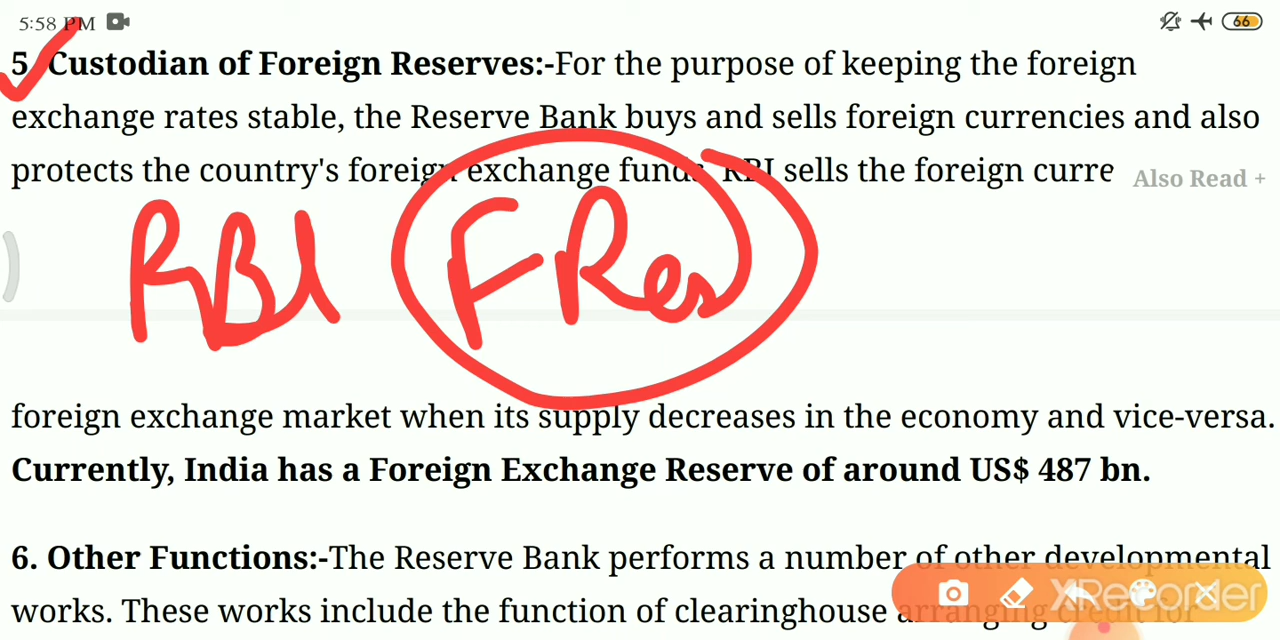 5:58 PM
66
5. Custodian of Foreign Reserves:-For the purpose of keeping the foreign
exchange rates stable, the Reserve Bank buys and sells foreign currencies and also
protects the country's foreign exchange funds. RBI sells the foreign curre
Also Read +
RBI FRes
foreign exchange market when its supply decreases in the economy and vice-versa.
Currently, India has a Foreign Exchange Reserve of around US$ 487 bn.
6. Other Functions:-The Reserve Bank performs a number of other developmental
works. These works include the function of clearinghouse arranging credit for
XRecorder